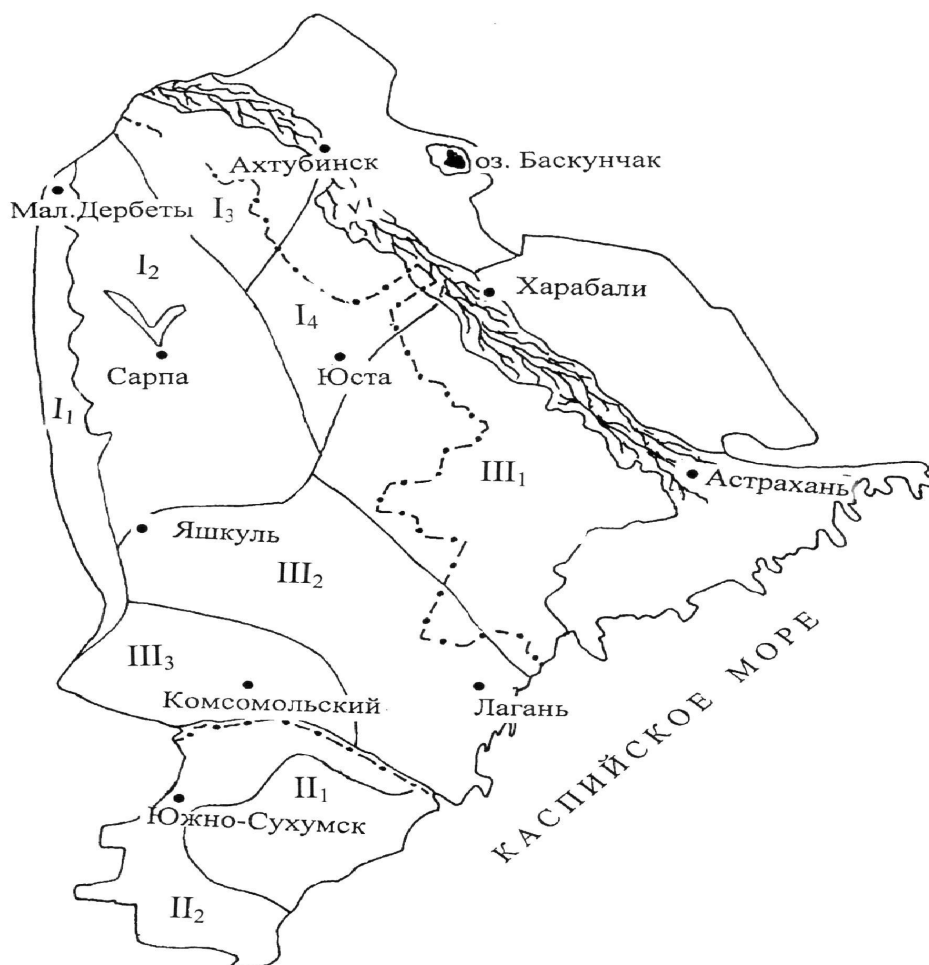 Ахтубинск
оз. Баскунчак
Мал. Дербеты
I3
I2
Харабали
I4
Сарпа
Юста
I1
III1
Астрахань
Яшкуль
III2
III3
Комсомольский
Лагань
КАСПИЙСКОЕ МОРЕ
II1
Южно-Сухумск
II2